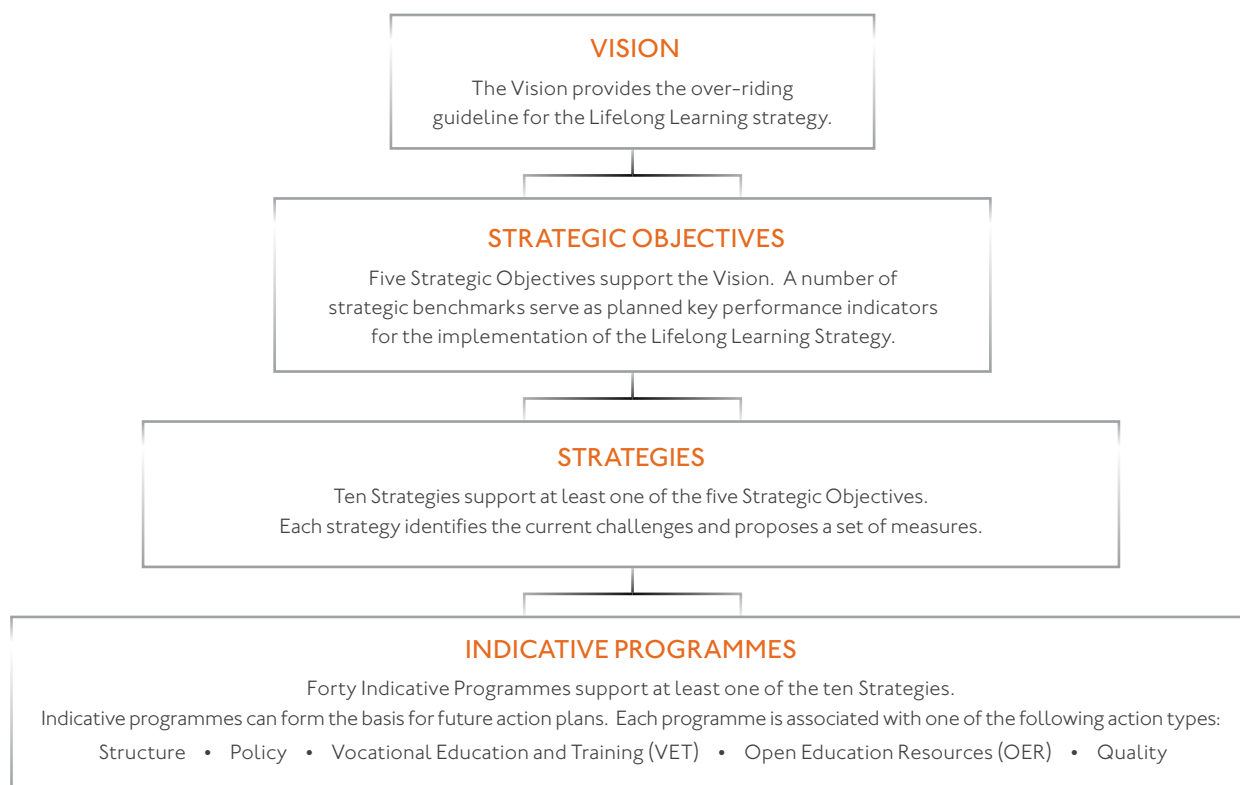 VISION
The Vision provides the over-riding
guideline for the Lifelong Learning strategy.
STRATEGIC OBJECTIVES
Five Strategic Objectives support the Vision.  A number of
strategic benchmarks serve as planned key performance indicators
for the implementation of the Lifelong Learning Strategy.
STRATEGIES
Ten Strategies support at least one of the five Strategic Objectives.
Each strategy identifies the current challenges and proposes a set of measures.
INDICATIVE PROGRAMMES
Forty Indicative Programmes support at least one of the ten Strategies.
Indicative programmes can form the basis for future action plans.  Each programme is associated with one of the following action types:
Structure • Policy • Vocational Education and Training (VET) • Open Education Resources (OER) • Quality